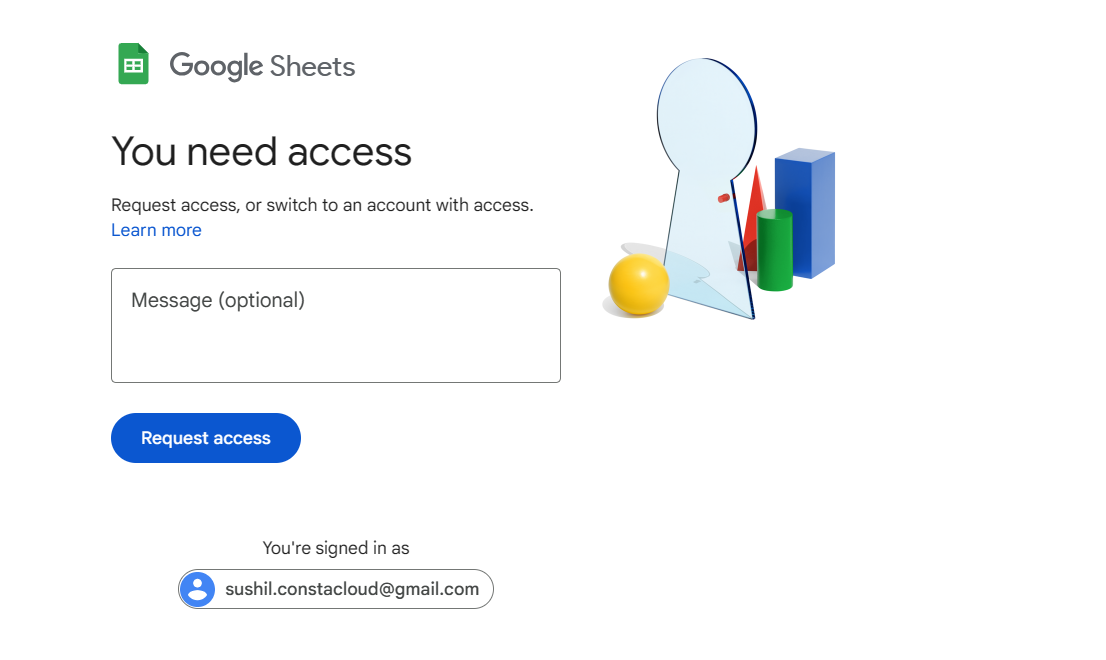 Google Sheets
You need access
Request access, or switch to an account with access.
Learn more
Message (optional)
Request access
You're signed in as
sushil.constacloud@gmail.com